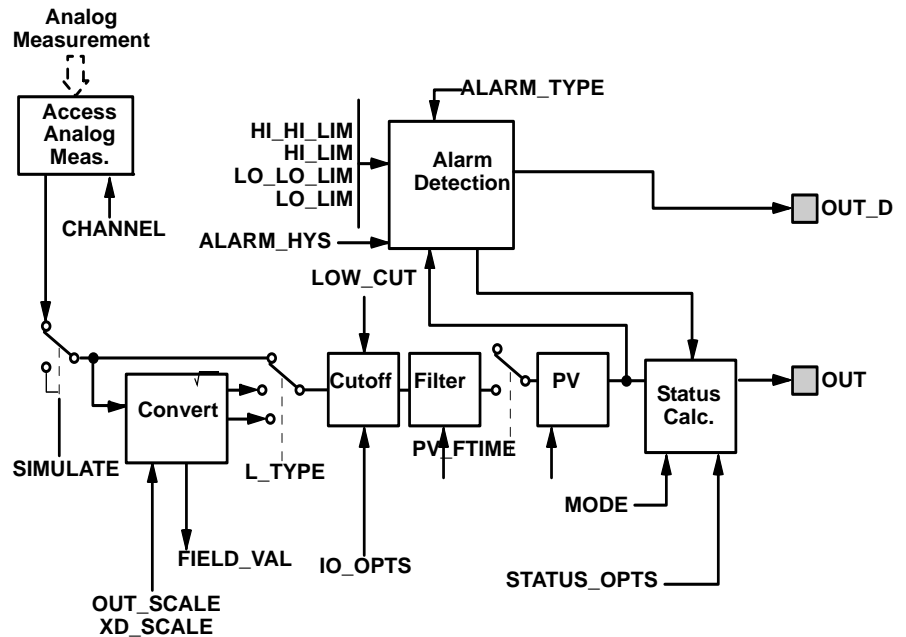 Analog
Measurement
Access
Analog
Meas.
CHANNEL
ALARM_TYPE
HI_HI_LIM
HI_LIM
LO_LO_LIM
LO_LIM
Alarm
Detection
ALARM_HYS
OUT_D
LOW_CUT
Convert
√
Cutoff
Filter
PV
Status
Calc.
OUT
SIMULATE
L_TYPE
PV_FTIME
MODE
FIELD_VAL
IO_OPTS
STATUS_OPTS
OUT_SCALE
XD_SCALE